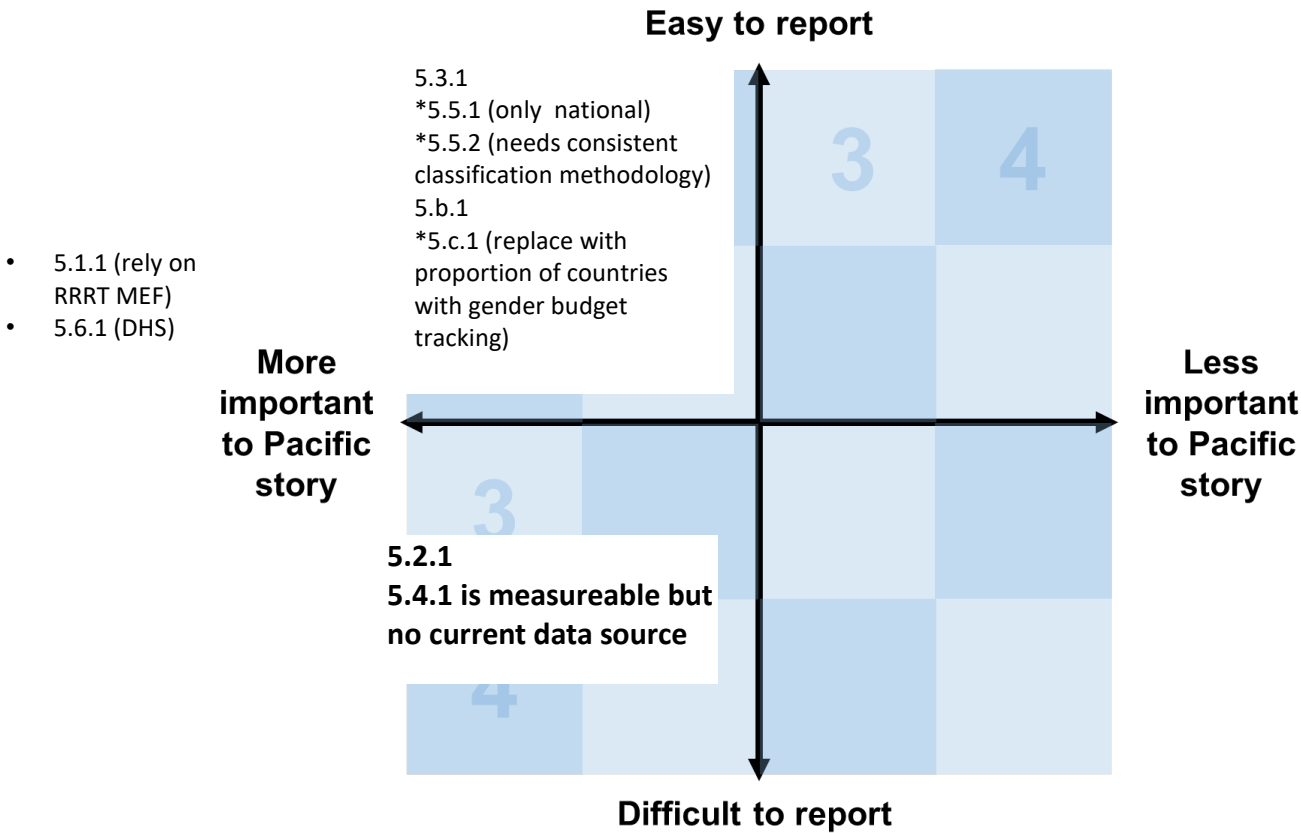 Easy to report
5.3.1
*5.5.1 (only  national)
*5.5.2 (needs consistent
classification methodology)
5.b.1
*5.c.1 (replace with
proportion of countries
with gender budget
tracking)
3
4
• 5.1.1 (rely on
RRRT MEF)
• 5.6.1 (DHS)
More
important
to Pacific
story
Less
important
to Pacific
story
3
5.2.1
5.4.1 is measureable but
no current data source
4
Difficult to report